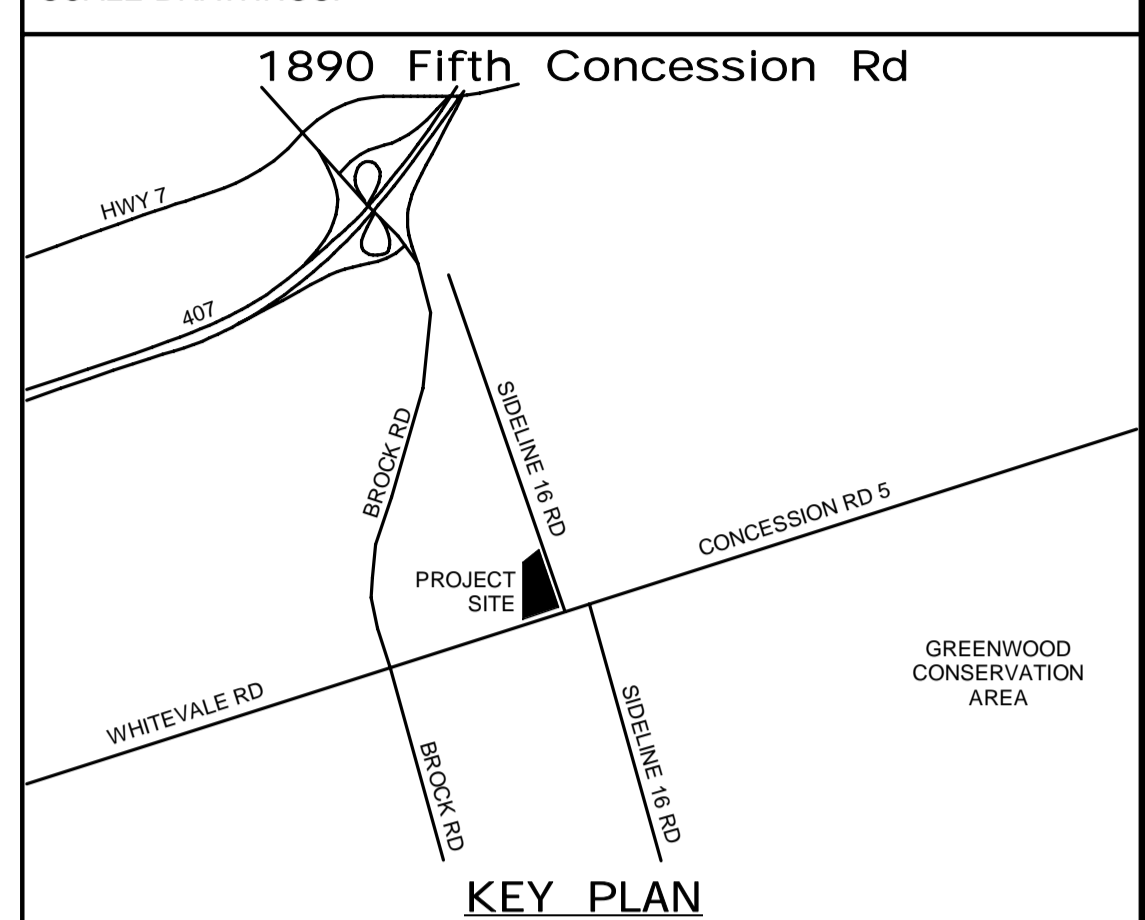 1890 Fifth Concession Rd
HWY 7
407
SIDELINE 16 RD
BROCK RD
CONCESSION RD 5
PROJECT
SITE
GREENWOOD
CONSERVATION
AREA
WHITEVALE RD
SIDELINE 16 RD
BROCK RD
KEY PLAN